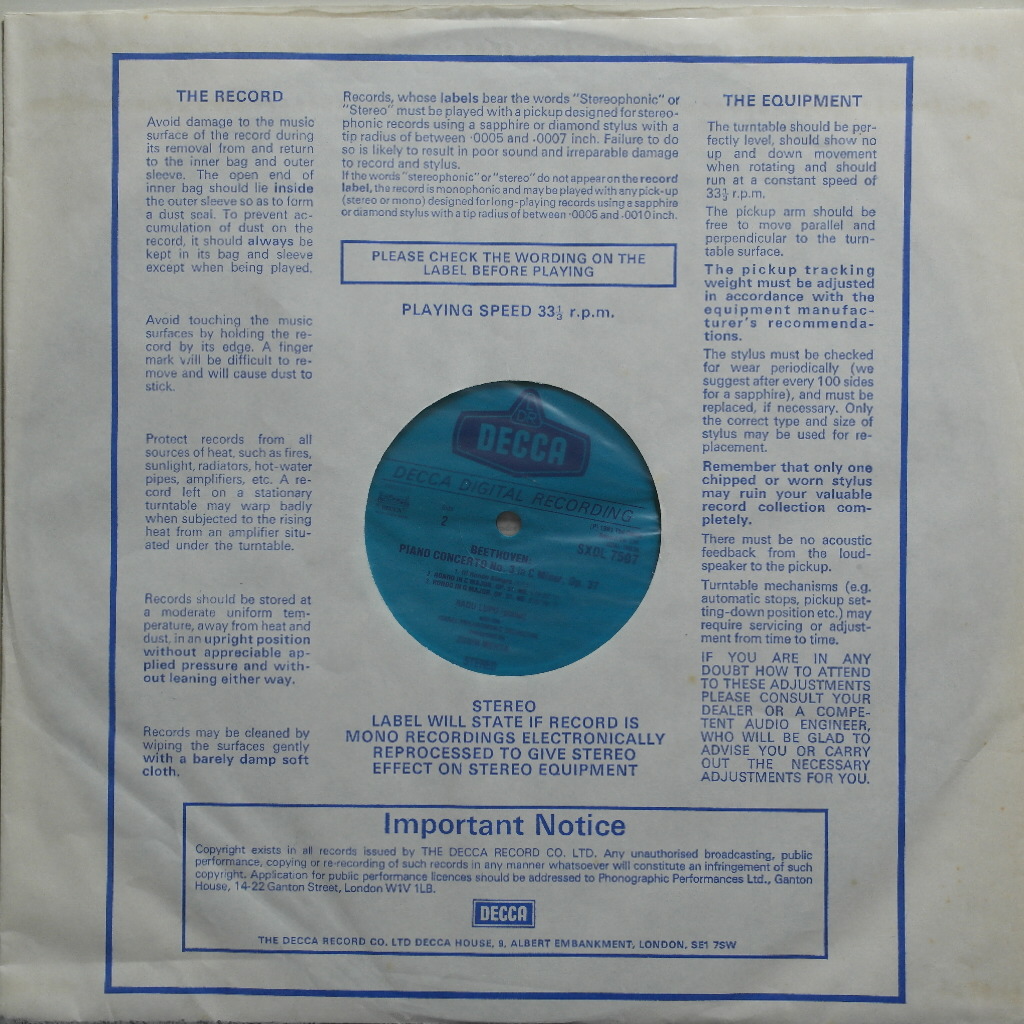 THE RECORD
Avoid damage to the music
surface of the record during
its removal from and return
to the inner bag and outer
sleeve. The open end of
inner bag should lie inside
the outer sleeve so as to form
a dust seal. To prevent ac-
cumulation of dust on the
record, it should always be
kept in its bag and sleeve
except when being played.
Avoid touching the music
surfaces by holding the re-
cord by its edge. A finger
mark will be difficult to re-
move and will cause dust to
stick.
Protect records from all
sources of heat, such as fires,
sunlight, radiators, hot-water
pipes, amplifiers, etc. A re-
cord left on a stationary
turntable may warp badly
when subjected to the rising
heat from an amplifier situ-
ated under the turntable.
Records should be stored at
a moderate uniform tem-
perature, away from heat and
dust, in an upright position
without appreciable ap-
plied pressure and with-
out leaning either way.
Records may be cleaned by
wiping the surfaces gently
with a barely damp soft
cloth.
Records, whose labels bear the words "Stereophonic" or
"Stereo" must be played with a pickup designed for stereo-
phonic records using a sapphire or diamond stylus with a
tip radius of between ·0005 and .0007 inch. Failure to do
so is likely to result in poor sound and irreparable damage
to record and stylus.
If the words "stereophonic" or "stereo" do not appear on the record
label, the record is monophonic and may be played with any pick-up
(stereo or mono) designed for long-playing records using a sapphire
or diamond stylus with a tip radius of between ·0005 and ·0010 inch.
PLEASE CHECK THE WORDING ON THE
LABEL BEFORE PLAYING
PLAYING SPEED 33⅓ r.p.m.
DECCA
DECCA DIGITAL RECORDING
2
SXDL 7507
BEETHOVEN
PIANO CONCERTO No. 3 in C Minor, Op. 37
STEREO
LABEL WILL STATE IF RECORD IS
MONO RECORDINGS ELECTRONICALLY
REPROCESSED TO GIVE STEREO
EFFECT ON STEREO EQUIPMENT
THE EQUIPMENT
The turntable should be per-
fectly level, should show no
up and down movement
when rotating and should
run at a constant speed of
33⅓ r.p.m.
The pickup arm should be
free to move parallel and
perpendicular to the turn-
table surface.
The pickup tracking
weight must be adjusted
in accordance with the
equipment manufac-
turer's recommenda-
tions.
The stylus must be checked
for wear periodically (we
suggest after every 100 sides
for a sapphire), and must be
replaced, if necessary. Only
the correct type and size of
stylus may be used for re-
placement.
Remember that only one
chipped or worn stylus
may ruin your valuable
record collection com-
pletely.
There must be no acoustic
feedback from the loud-
speaker to the pickup.
Turntable mechanisms (e.g.
automatic stops, pickup set-
ting-down position etc.) may
require servicing or adjust-
ment from time to time.
IF YOU ARE IN ANY
DOUBT HOW TO ATTEND
TO THESE ADJUSTMENTS
PLEASE CONSULT YOUR
DEALER OR A COMPE-
TENT AUDIO ENGINEER,
WHO WILL BE GLAD TO
ADVISE YOU OR CARRY
OUT THE NECESSARY
ADJUSTMENTS FOR YOU.
Important Notice
Copyright exists in all records issued by THE DECCA RECORD CO. LTD. Any unauthorised broadcasting, public
performance, copying or re-recording of such records in any manner whatsoever will constitute an infringement of such
copyright. Application for public performance licences should be addressed to Phonographic Performances Ltd., Ganton
House, 14-22 Ganton Street, London W1V 1LB.
DECCA
THE DECCA RECORD CO. LTD DECCA HOUSE, 9, ALBERT EMBANKMENT, LONDON, SE1 7SW